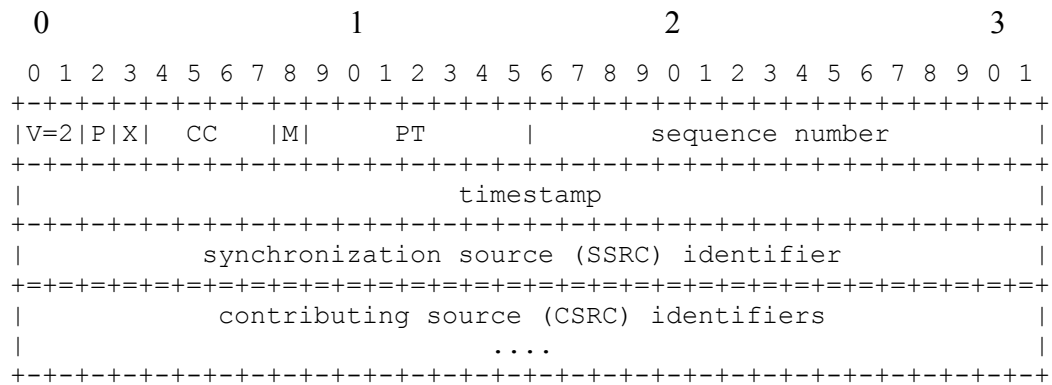 0 1 2 3
0 1 2 3 4 5 6 7 8 9 0 1 2 3 4 5 6 7 8 9 0 1 2 3 4 5 6 7 8 9 0 1
+-+-+-+-+-+-+-+-+-+-+-+-+-+-+-+-+-+-+-+-+-+-+-+-+-+-+-+-+-+-+-+-+
|V=2|P|X| CC |M| PT | sequence number |
+-+-+-+-+-+-+-+-+-+-+-+-+-+-+-+-+-+-+-+-+-+-+-+-+-+-+-+-+-+-+-+-+
| timestamp |
+-+-+-+-+-+-+-+-+-+-+-+-+-+-+-+-+-+-+-+-+-+-+-+-+-+-+-+-+-+-+-+-+
| synchronization source (SSRC) identifier |
+=+=+=+=+=+=+=+=+=+=+=+=+=+=+=+=+=+=+=+=+=+=+=+=+=+=+=+=+=+=+=+=+
| contributing source (CSRC) identifiers |
| .... |
+-+-+-+-+-+-+-+-+-+-+-+-+-+-+-+-+-+-+-+-+-+-+-+-+-+-+-+-+-+-+-+-+